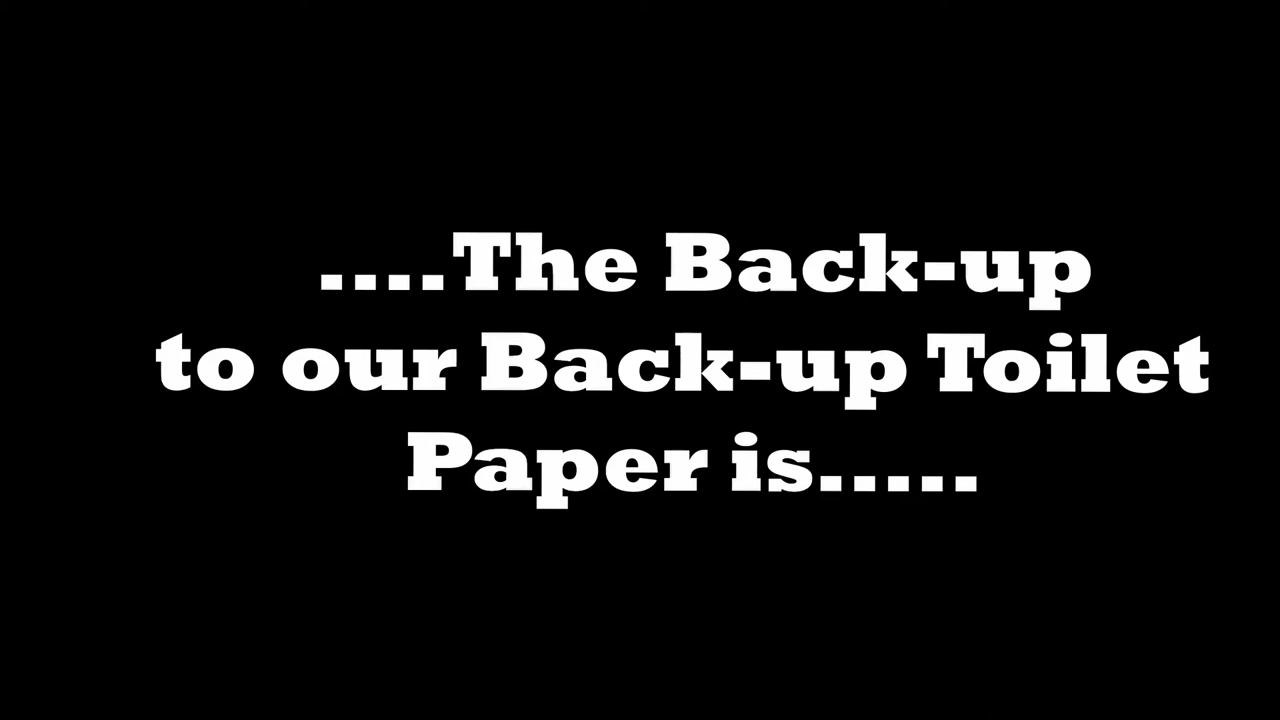 ....The Back-up
to our Back-up Toilet
Paper is.....